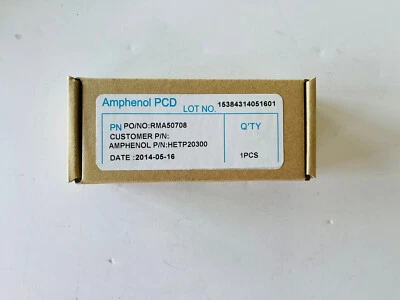 Amphenol PCD
LOT NO. 15384314051601
PN PO/NO:RMA50708
CUSTOMER P/N:
AMPHENOL P/N:HETP20300
DATE :2014-05-16
Q'TY
1PCS